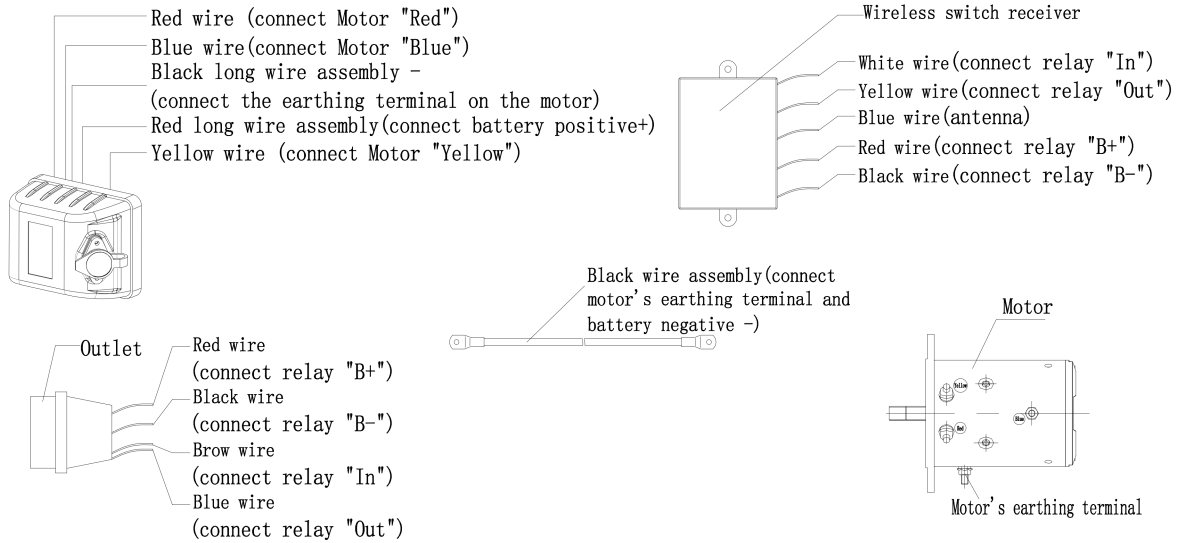 Red wire (connect Motor "Red")
Blue wire(connect Motor "Blue")
Black long wire assembly -
(connect the earthing terminal on the motor)
Red long wire assembly(connect battery positive+)
Yellow wire (connect Motor "Yellow")
Wireless switch receiver
White wire(connect relay "In")
Yellow wire(connect relay "Out")
Blue wire(antenna)
Red wire(connect relay "B+")
Black wire(connect relay "B-")
Black wire assembly(connect
motor's earthing terminal and
battery negative -)
Outlet
Red wire
(connect relay "B+")
Black wire
(connect relay "B-")
Brow wire
(connect relay "In")
Blue wire
(connect relay "Out")
Motor
Yellow
Blue
Red
Motor's earthing terminal